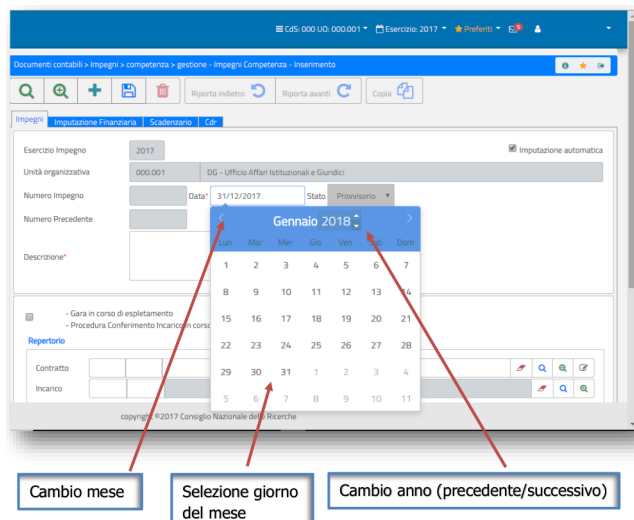 CdS: 000 UO: 000.001 Esercizio: 2017 Preferiti
Documenti contabili > Impegni > competenza > gestione - Impegni Competenza - Inserimento
Riporta indietro Riporta avanti Copia
Impegni Imputazione Finanziaria Scadenzario Cdr
Esercizio Impegno 2017 Imputazione automatica
Unità organizzativa 000.001 DG - Ufficio Affari Istituzionali e Giuridici
Numero Impegno Data* 31/12/2017 Stato Provvisorio
Numero Precedente
Gennaio 2018
Lun Mar Mer Gio Ven Sab Dom
Descrizione*
1 2 3 4 5 6 7
8 9 10 11 12 13 14
15 16 17 18 19 20 21
22 23 24 25 26 27 28
29 30 31 1 2 3 4
5 6 7 8 9 10 11
- Gara in corso di espletamento
- Procedura Conferimento Incarico in corso
Repertorio
Contratto
Incarico
copyright ©2017 Consiglio Nazionale delle Ricerche
Cambio mese
Selezione giorno
del mese
Cambio anno (precedente/successivo)